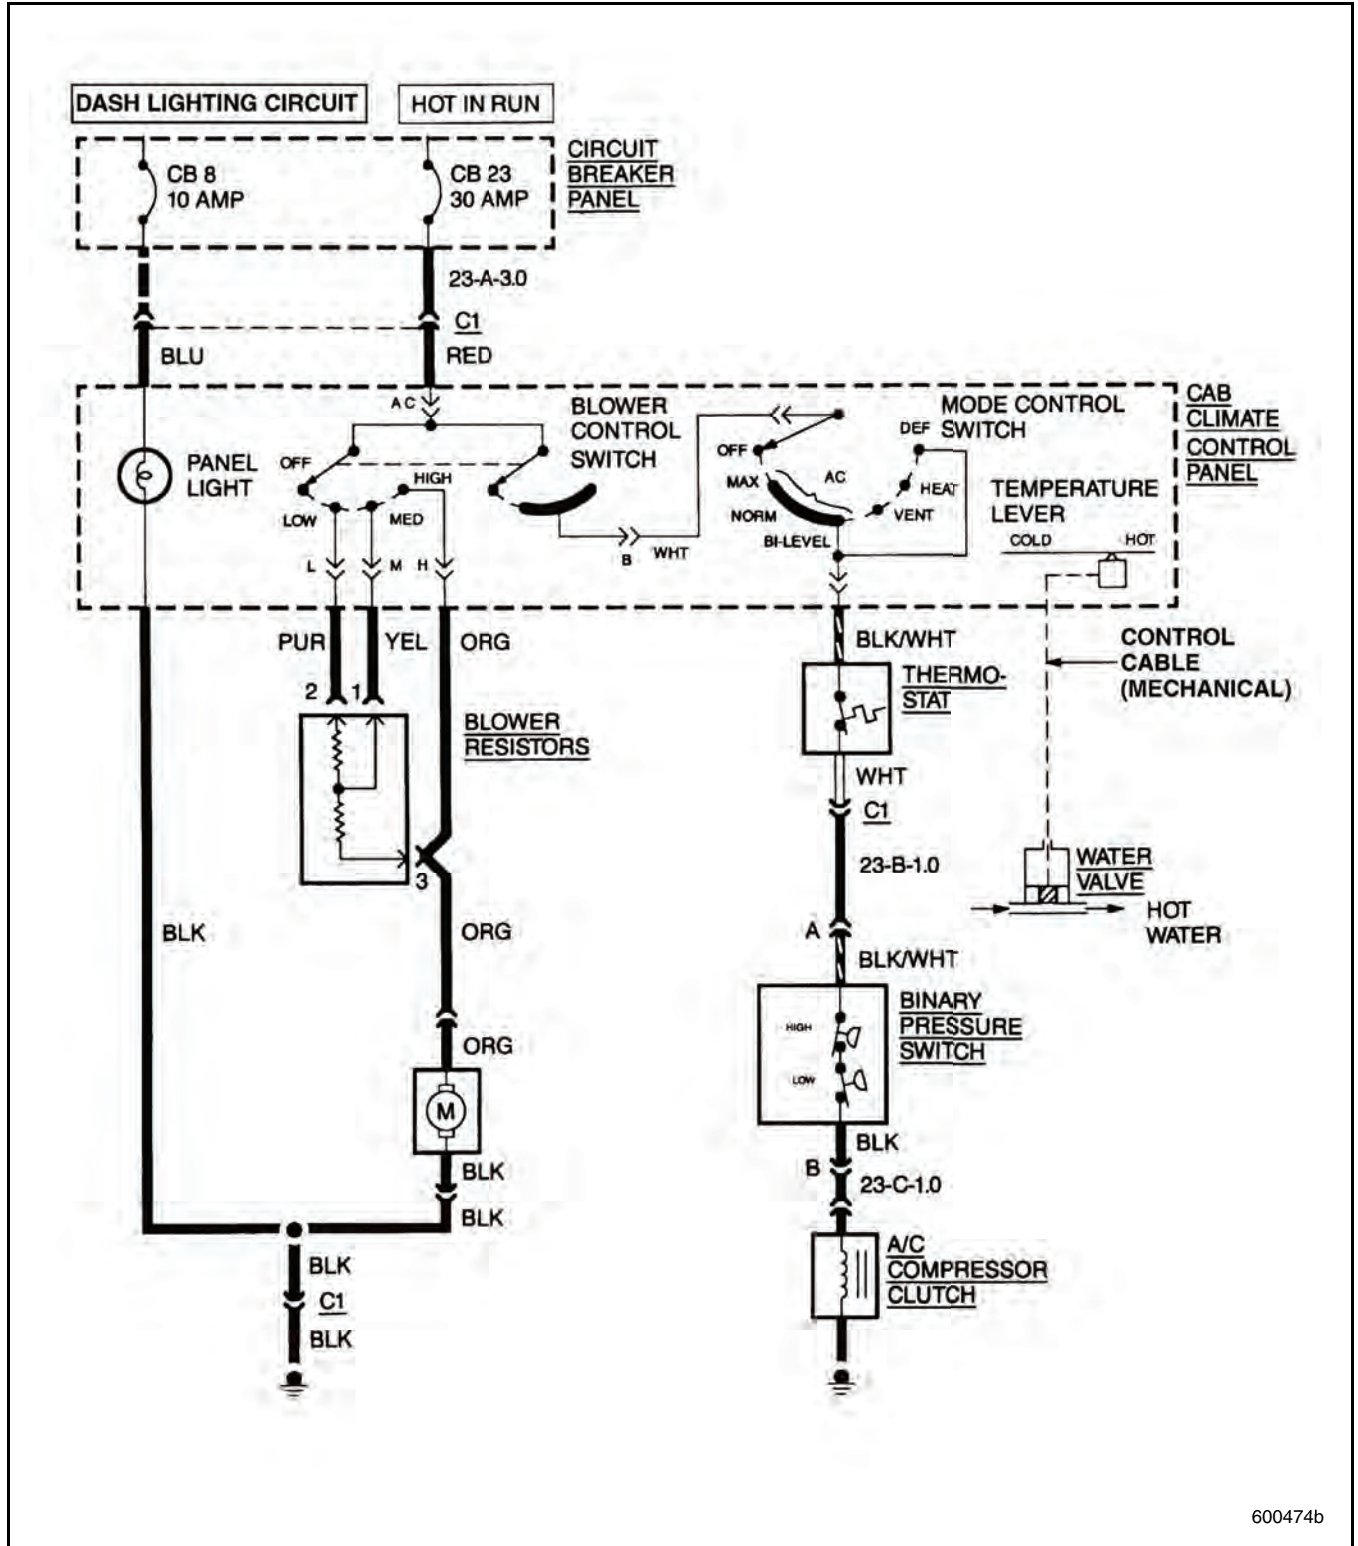 DASH LIGHTING CIRCUIT
HOT IN RUN
CB 8
10 AMP
CB 23
30 AMP
CIRCUIT
BREAKER
PANEL
23-A-3.0
C1
BLU
RED
CAB
CLIMATE
CONTROL
PANEL
A C
BLOWER
CONTROL
SWITCH
MODE CONTROL
SWITCH
DEF
OFF
MAX
AC
NORM
HEAT
VENT
BI-LEVEL
TEMPERATURE
LEVER
COLD
HOT
PANEL
LIGHT
OFF
HIGH
LOW
MED
L
M
H
B
WHT
PUR
YEL
ORG
2
1
BLOWER
RESISTORS
3
BLK/WHT
THERMO-
STAT
WHT
C1
23-B-1.0
CONTROL
CABLE
(MECHANICAL)
WATER
VALVE
HOT
WATER
BLK
ORG
A
BLK/WHT
BINARY
PRESSURE
SWITCH
HIGH
LOW
ORG
M
BLK
BLK
BLK
B
23-C-1.0
BLK
C1
BLK
A/C
COMPRESSOR
CLUTCH
600474b